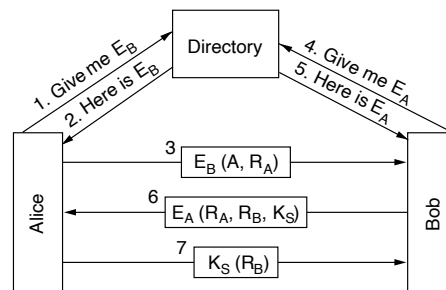 Directory
1. Give me E_B
2. Here is E_B
4. Give me E_A
5. Here is E_A
Alice
Bob
3
E_B (A, R_A)
6
E_A (R_A, R_B, K_S)
7
K_S (R_B)